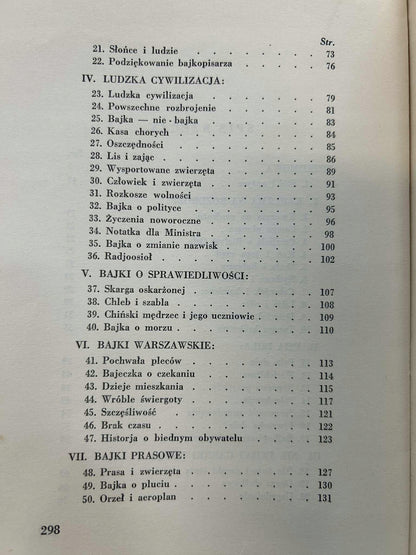 Str.
21. Słońce i ludzie . . . . . . . 73
22. Podziękowanie bajkopisarza . . . . . 76
IV. LUDZKA CYWILIZACJA:
23. Ludzka cywilizacja . . . . . . . 79
24. Powszechne rozbrojenie . . . . . . 81
25. Bajka — nie - bajka . . . . . . . 83
26. Kasa chorych . . . . . . . . 84
27. Oszczędności . . . . . . . . 85
28. Lis i zając . . . . . . . . 86
29. Wysportowane zwierzęta . . . . . . 89
30. Człowiek i zwierzęta . . . . . . . 91
31. Rozkosze wolności . . . . . . . 93
32. Bajka o polityce . . . . . . . 95
33. Życzenia noworoczne . . . . . . . 96
34. Notatka dla Ministra . . . . . . . 98
35. Bajka o zmianie nazwisk . . . . . . 100
36. Radjoosioł . . . . . . . . 102
V. BAJKI O SPRAWIEDLIWOŚCI:
37. Skarga oskarżonej . . . . . . . 107
38. Chleb i szabla . . . . . . . . 108
39. Chiński mędrzec i jego uczniowie . . . . 109
40. Bajka o morzu . . . . . . . . 110
VI. BAJKI WARSZAWSKIE:
41. Pochwała pleców . . . . . . . 113
42. Bajeczka o czekaniu . . . . . . . 114
43. Dzieje mieszkania . . . . . . . 115
44. Wróble świergoty . . . . . . . 117
45. Szczęśliwość . . . . . . . . 121
46. Brak czasu . . . . . . . . 122
47. Historja o biednym obywatelu . . . . . 123
VII. BAJKI PRASOWE:
48. Prasa i zwierzęta . . . . . . . 127
49. Bajka o pluciu . . . . . . . . 130
50. Orzeł i aeroplan . . . . . . . 131
298